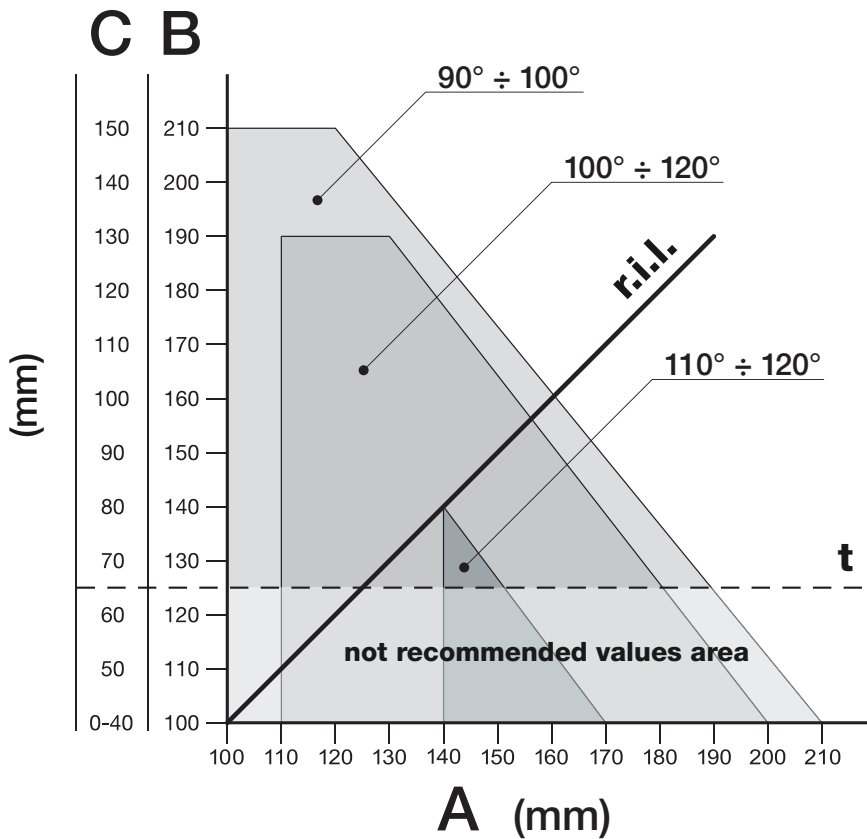 C B
90° ÷ 100°
150 210
100° ÷ 120°
140 200
130 190
r.i.l.
120 180
110 170
110° ÷ 120°
(mm)
100 160
90 150
80 140
70 130
t
60 120
not recommended values area
50 110
0-40 100
100 110 120 130 140 150 160 170 180 190 200 210
A (mm)